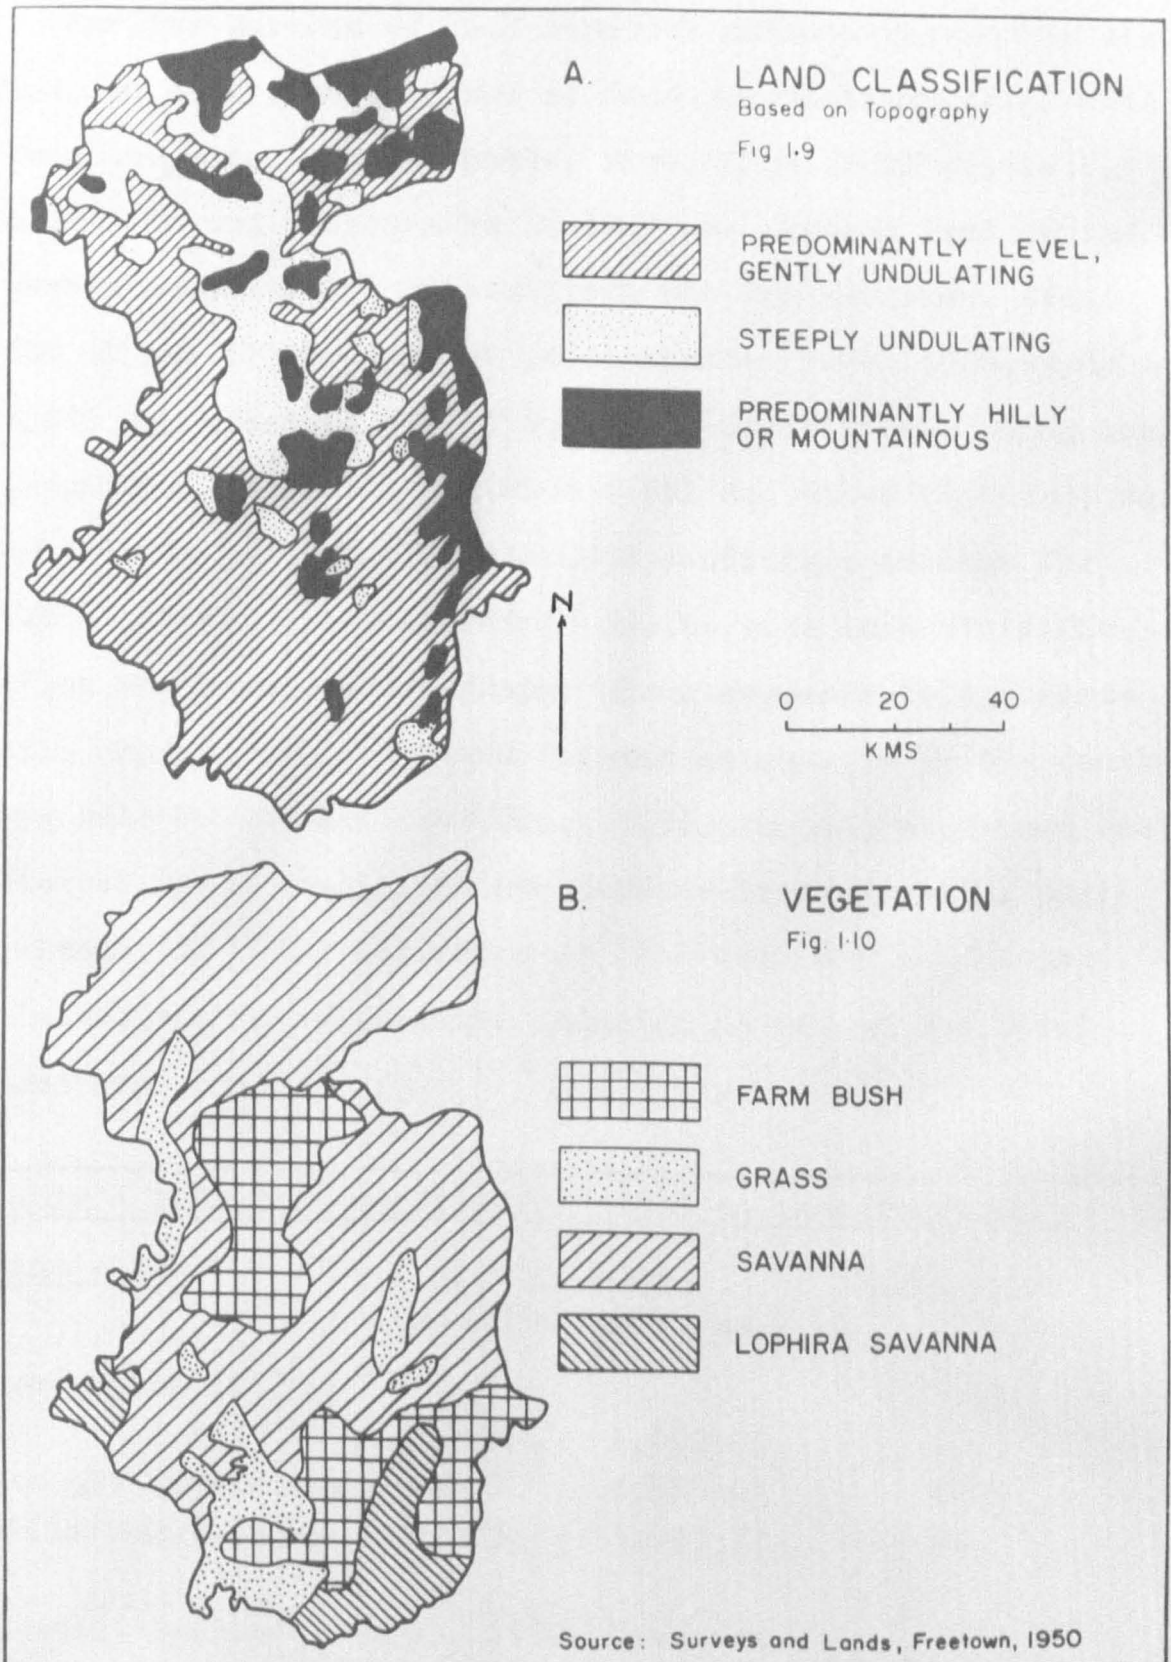 A.
LAND CLASSIFICATION
Based on Topography
Fig 1·9
PREDOMINANTLY LEVEL,
GENTLY UNDULATING
STEEPLY UNDULATING
PREDOMINANTLY HILLY
OR MOUNTAINOUS
N
0 20 40
KMS
B.
VEGETATION
Fig. 1·10
FARM BUSH
GRASS
SAVANNA
LOPHIRA SAVANNA
Source: Surveys and Lands, Freetown, 1950